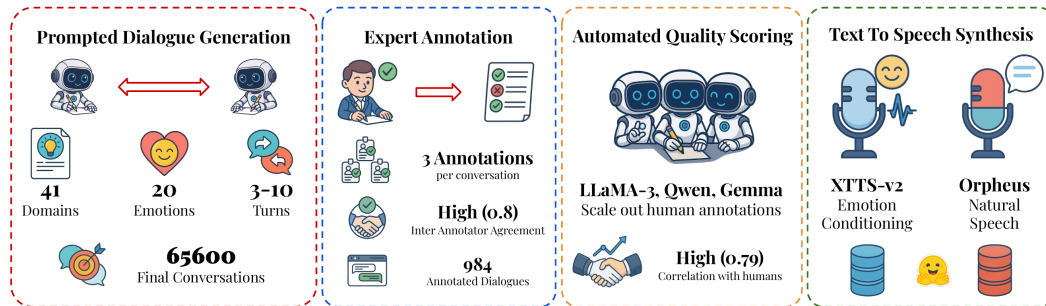 Prompted Dialogue Generation
41
Domains
20
Emotions
3-10
Turns
65600
Final Conversations
Expert Annotation
3 Annotations
per conversation
High (0.8)
Inter Annotator Agreement
984
Annotated Dialogues
Automated Quality Scoring
LLaMA-3, Qwen, Gemma
Scale out human annotations
High (0.79)
Correlation with humans
Text To Speech Synthesis
XTTS-v2
Emotion
Conditioning
Orpheus
Natural
Speech